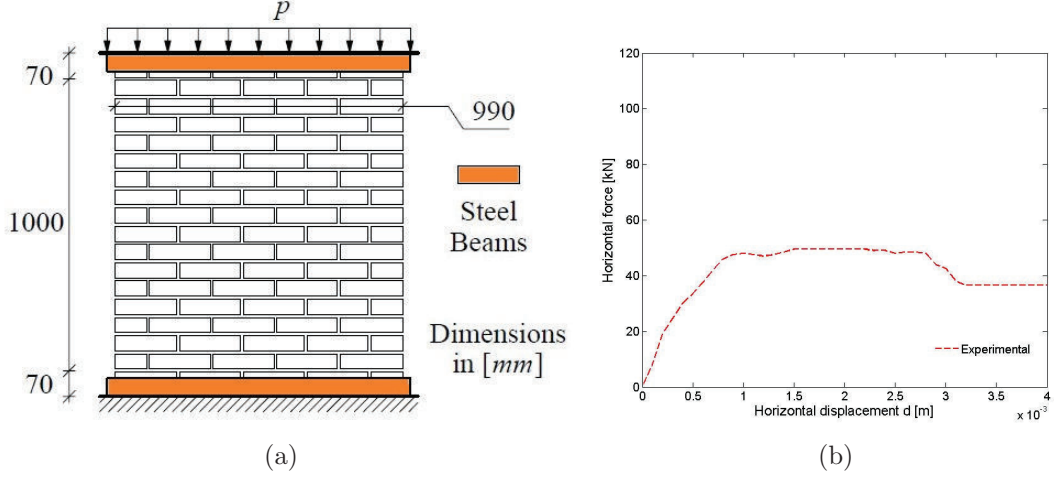 p
70
990
1000
Steel
Beams
Dimensions
in [mm]
70
(a)
Horizontal force [kN]
120
100
80
60
40
20
0
Experimental
0 0.5 1 1.5 2 2.5 3 3.5 4
Horizontal displacement d [m]
x 10⁻³
(b)